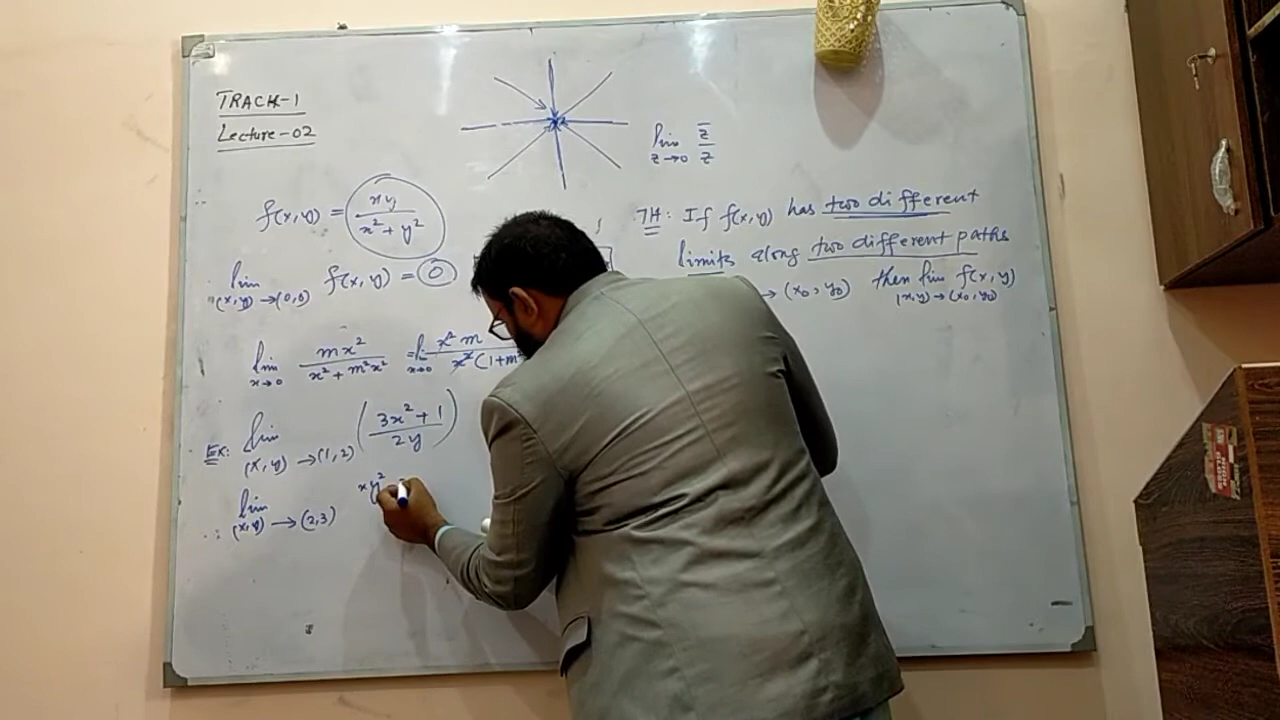 TRACK-1
Lecture-02
lim z→0 z̄/z
f(x,y) = xy/(x² + y²)
lim (x,y)→(0,0) f(x,y) = 0
lim x→0 mx²/(x² + m²x²) = lim x→0 x² m/x²(1+m
Ex: lim (x,y)→(1,2) (3x²+1/2y)
lim (x,y)→(2,3) xy²
TH: If f(x,y) has two different
limits along two different paths
→ (x₀,y₀) then lim f(x,y) (x,y)→(x₀,y₀)